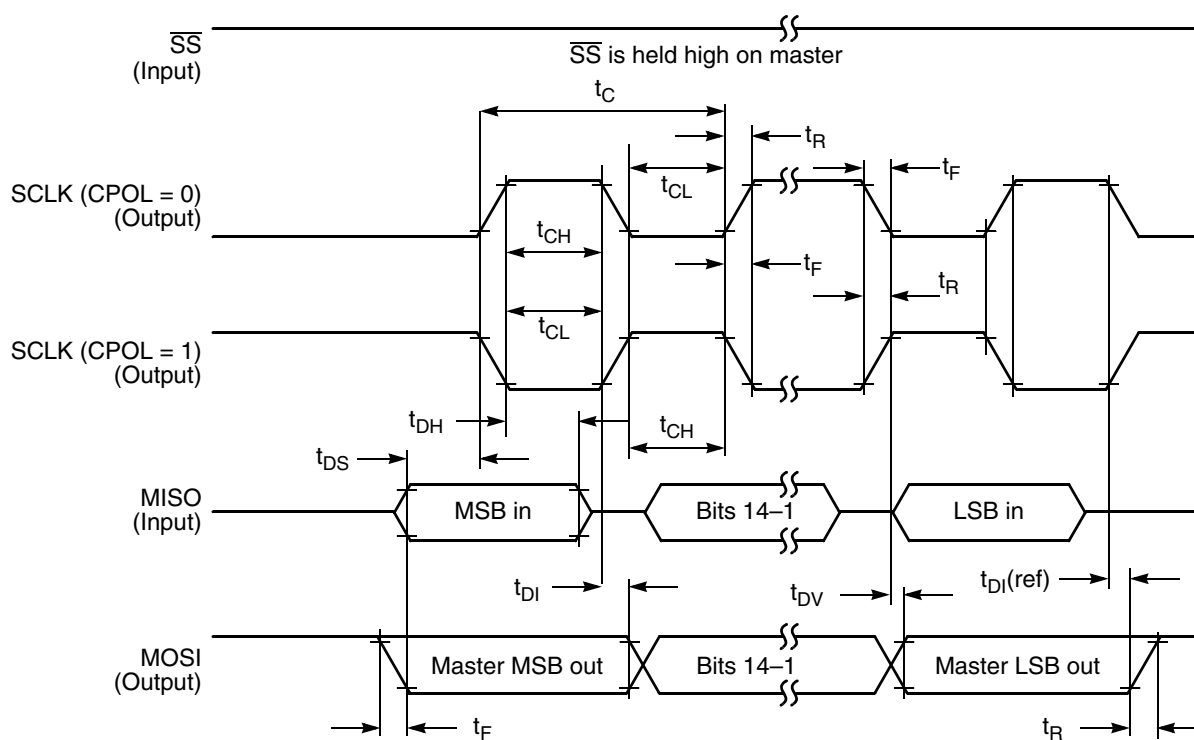 SS
(Input)
SS is held high on master
tC
tR
tF
SCLK (CPOL = 0)
(Output)
tCL
tCH
tF
tR
tCL
SCLK (CPOL = 1)
(Output)
tDH
tCH
tDS
MISO
(Input)
MSB in
Bits 14–1
LSB in
tDI
tDV
tDI(ref)
MOSI
(Output)
Master MSB out
Bits 14–1
Master LSB out
tF
tR